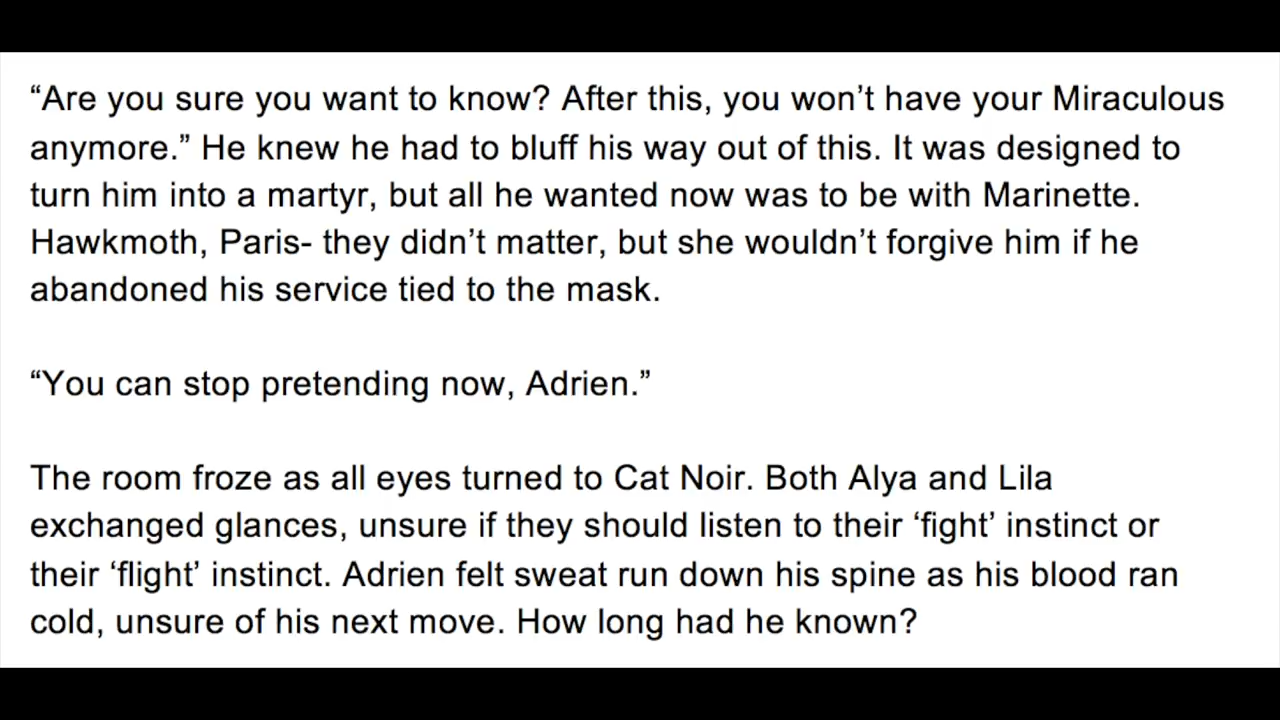 “Are you sure you want to know? After this, you won’t have your Miraculous
anymore.” He knew he had to bluff his way out of this. It was designed to
turn him into a martyr, but all he wanted now was to be with Marinette.
Hawkmoth, Paris- they didn’t matter, but she wouldn’t forgive him if he
abandoned his service tied to the mask.
“You can stop pretending now, Adrien.”
The room froze as all eyes turned to Cat Noir. Both Alya and Lila
exchanged glances, unsure if they should listen to their ‘fight’ instinct or
their ‘flight’ instinct. Adrien felt sweat run down his spine as his blood ran
cold, unsure of his next move. How long had he known?